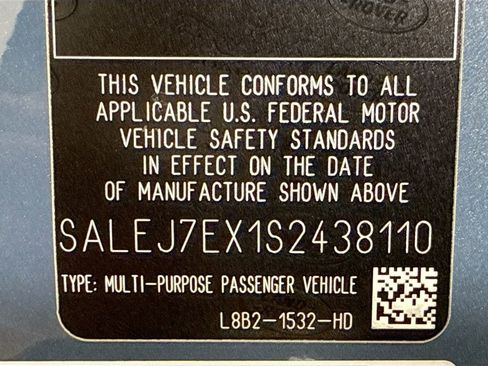 ROVER
THIS VEHICLE CONFORMS TO ALL
APPLICABLE U.S. FEDERAL MOTOR
VEHICLE SAFETY STANDARDS
IN EFFECT ON THE DATE
OF MANUFACTURE SHOWN ABOVE
SALEJ7EX1S2438110
TYPE: MULTI-PURPOSE PASSENGER VEHICLE
L8B2-1532-HD